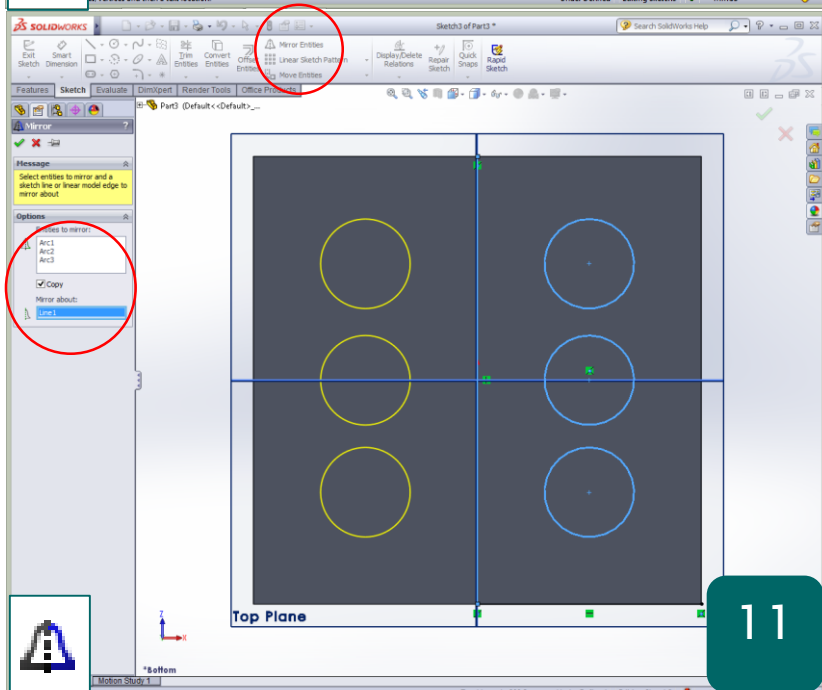 SOLIDWORKS
Sketch3 of Part3 *
Search SolidWorks Help
Exit Sketch
Smart Dimension
Trim Entities
Convert Entities
Offset Entities
Mirror Entities
Linear Sketch Pattern
Move Entities
Display/Delete Relations
Repair Sketch
Quick Snaps
Rapid Sketch
Features Sketch Evaluate DimXpert Render Tools Office Products
Part3 (Default<<Default>_...
Mirror ?
Message
Select entities to mirror and a
sketch line or linear model edge to
mirror about
Options
Entities to mirror:
Arc1
Arc2
Arc3
Copy
Mirror about:
Line1
Top Plane
Z
X
*Bottom
Motion Study 1
11